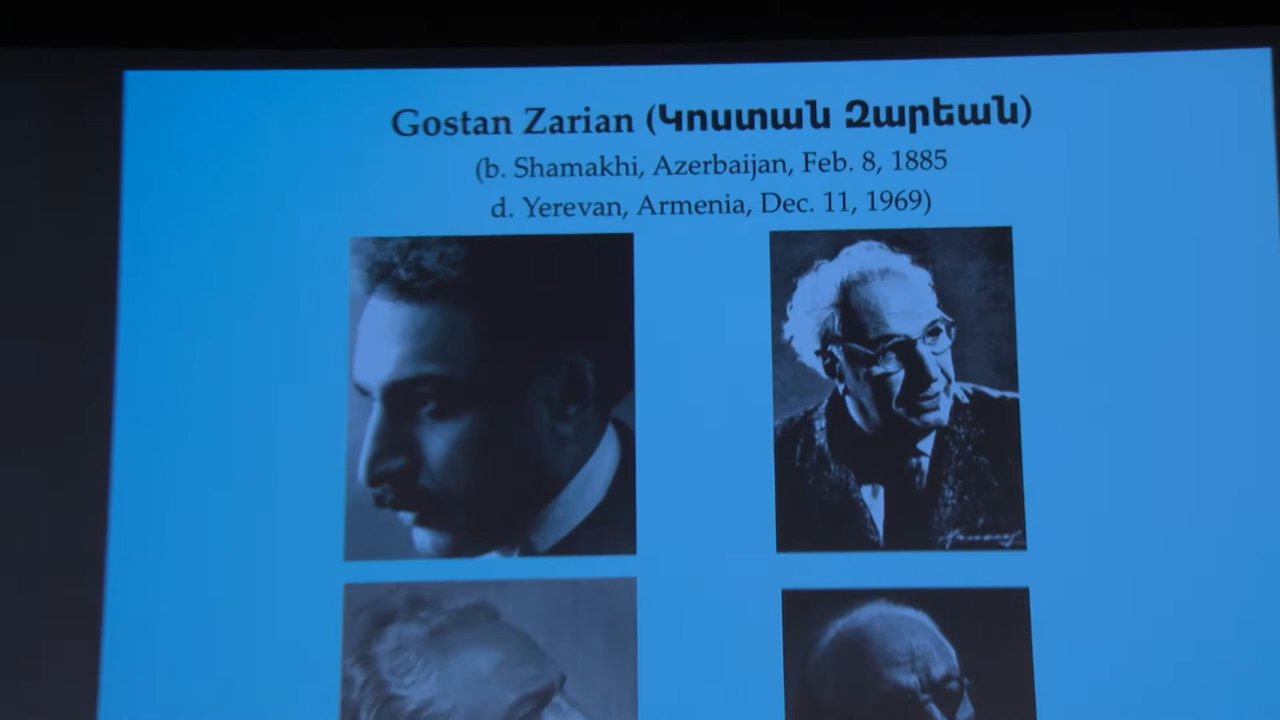 Gostan Zarian (Կոստան Զարեան)
(b. Shamakhi, Azerbaijan, Feb. 8, 1885
d. Yerevan, Armenia, Dec. 11, 1969)